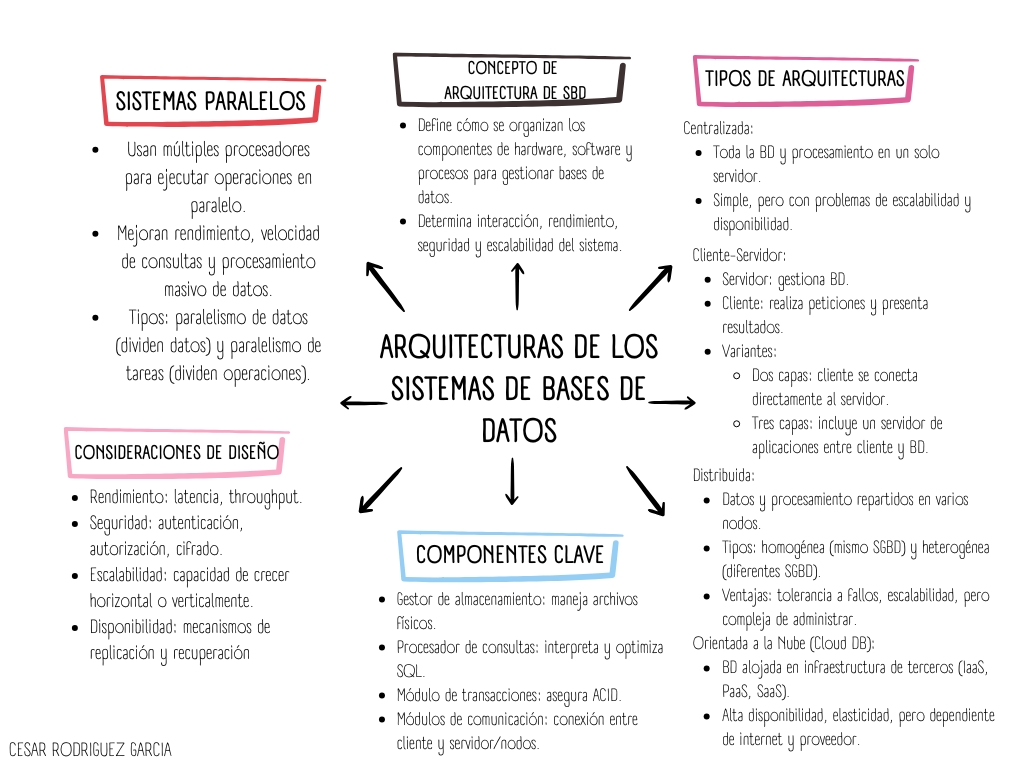 CONCEPTO DE
ARQUITECTURA DE SBD
• Define cómo se organizan los
componentes de hardware, software y
procesos para gestionar bases de
datos.
• Determina interacción, rendimiento,
seguridad y escalabilidad del sistema.
SISTEMAS PARALELOS
• Usan múltiples procesadores
para ejecutar operaciones en
paralelo.
• Mejoran rendimiento, velocidad
de consultas y procesamiento
masivo de datos.
• Tipos: paralelismo de datos
(dividen datos) y paralelismo de
tareas (dividen operaciones).
TIPOS DE ARQUITECTURAS
Centralizada:
• Toda la BD y procesamiento en un solo
servidor.
• Simple, pero con problemas de escalabilidad y
disponibilidad.
Cliente-Servidor:
• Servidor: gestiona BD.
• Cliente: realiza peticiones y presenta
resultados.
• Variantes:
◦ Dos capas: cliente se conecta
directamente al servidor.
◦ Tres capas: incluye un servidor de
aplicaciones entre cliente y BD.
Distribuida:
• Datos y procesamiento repartidos en varios
nodos.
• Tipos: homogénea (mismo SGBD) y heterogénea
(diferentes SGBD).
• Ventajas: tolerancia a fallos, escalabilidad, pero
compleja de administrar.
Orientada a la Nube (Cloud DB):
• BD alojada en infraestructura de terceros (IaaS,
PaaS, SaaS).
• Alta disponibilidad, elasticidad, pero dependiente
de internet y proveedor.
ARQUITECTURAS DE LOS
SISTEMAS DE BASES DE
DATOS
CONSIDERACIONES DE DISEÑO
• Rendimiento: latencia, throughput.
• Seguridad: autenticación,
autorización, cifrado.
• Escalabilidad: capacidad de crecer
horizontal o verticalmente.
• Disponibilidad: mecanismos de
replicación y recuperación
COMPONENTES CLAVE
• Gestor de almacenamiento: maneja archivos
físicos.
• Procesador de consultas: interpreta y optimiza
SQL.
• Módulo de transacciones: asegura ACID.
• Módulos de comunicación: conexión entre
cliente y servidor/nodos.
CESAR RODRIGUEZ GARCIA